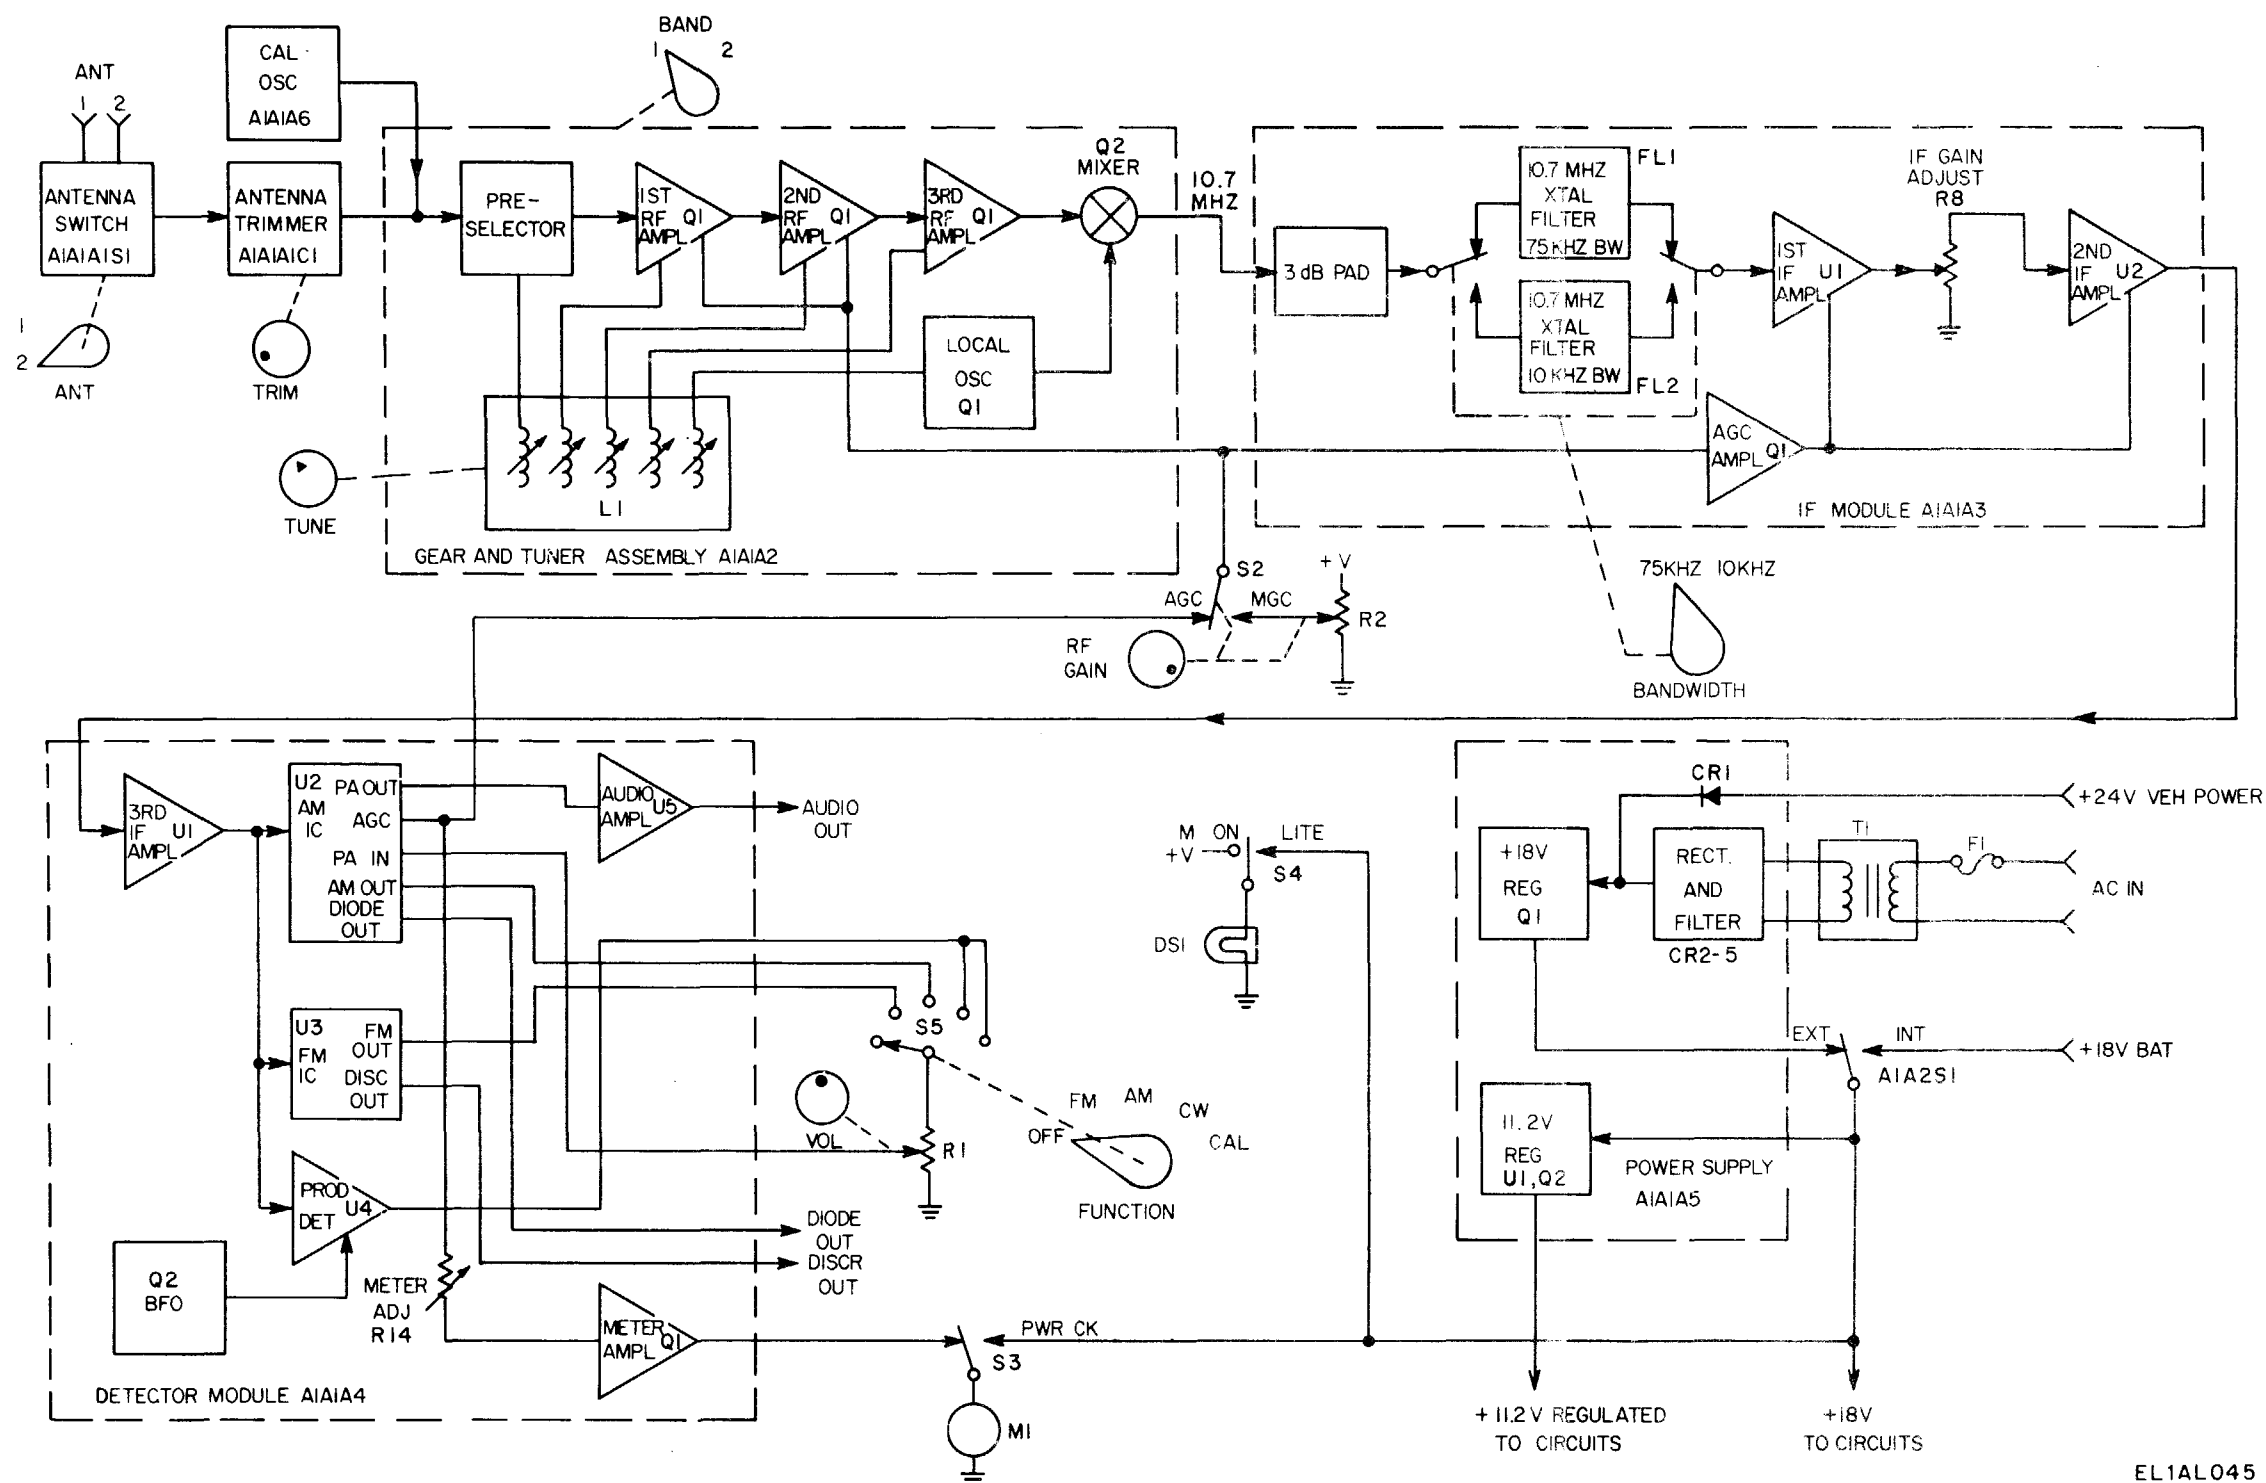 BAND
1 2
ANT
1 2
CAL
OSC
A1A1A6
ANTENNA
SWITCH
A1A1A1S1
ANTENNA
TRIMMER
A1A1A1C1
1
2
ANT
TRIM
TUNE
PRE-
SELECTOR
1ST
RF Q1
AMPL
2ND
RF Q1
AMPL
3RD
RF Q1
AMPL
Q2
MIXER
LOCAL
OSC
Q1
L1
GEAR AND TUNER ASSEMBLY A1A1A2
10.7
MHZ
3 dB PAD
10.7 MHZ
XTAL
FILTER
75 KHZ BW
FL1
10.7 MHZ
XTAL
FILTER
10 KHZ BW
FL2
1ST
IF U1
AMPL
IF GAIN
ADJUST
R8
2ND
IF U2
AMPL
AGC
AMPL Q1
IF MODULE A1A1A3
75KHZ 10KHZ
BANDWIDTH
S2
AGC MGC
+ V
R2
RF
GAIN
3RD
IF U1
AMPL
U2
AM
IC
PA OUT
AGC
PA IN
AM OUT
DIODE
OUT
AUDIO
AMPL U5
AUDIO
OUT
U3
FM
IC
FM
OUT
DISC
OUT
PROD
DET U4
Q2
BFO
METER
ADJ
R14
METER
AMPL Q1
DETECTOR MODULE A1A1A4
S5
VOL
R1
OFF FM AM CW CAL
FUNCTION
DIODE
OUT
DISCR
OUT
M ON LITE
+V
S4
DS1
PWR CK
S3
M1
CR1
+24V VEH POWER
+18V
REG
Q1
RECT.
AND
FILTER
CR2-5
T1
F1
AC IN
EXT INT
+18V BAT
A1A2S1
11.2V
REG
U1,Q2
POWER SUPPLY
A1A1A5
+ 11.2V REGULATED
TO CIRCUITS
+18V
TO CIRCUITS
EL1AL045